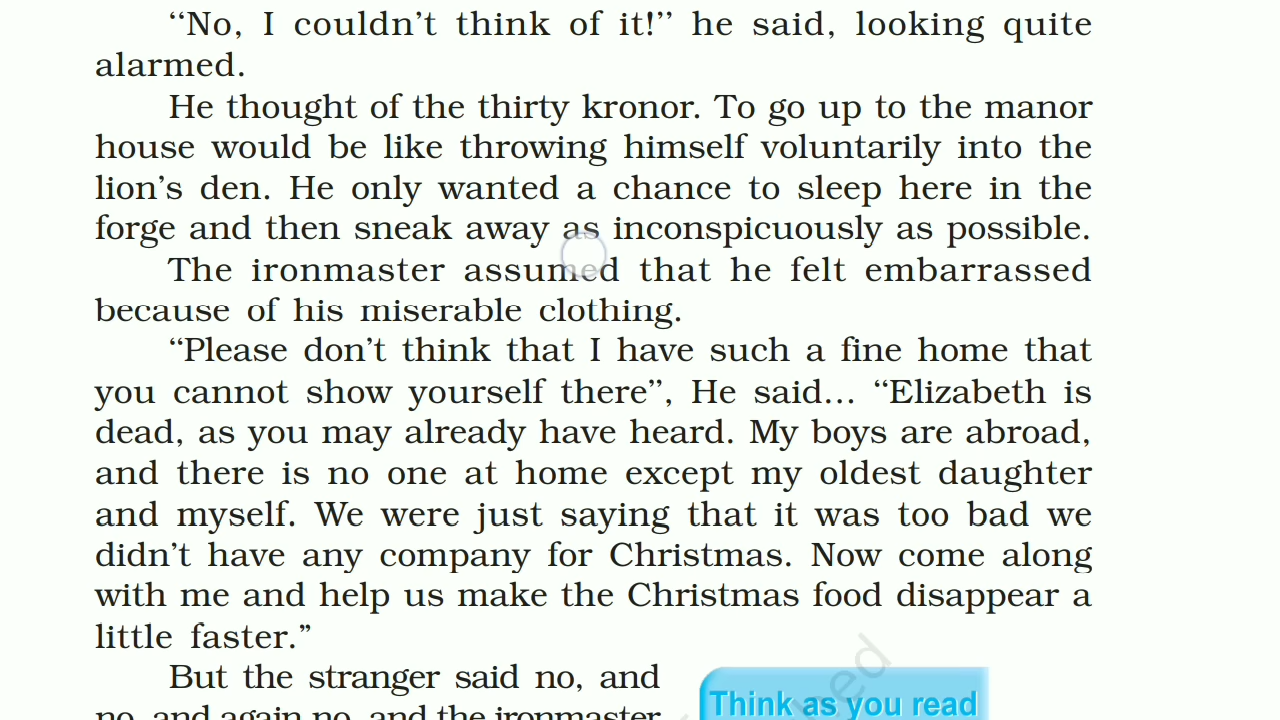 “No, I couldn’t think of it!” he said, looking quite
alarmed.
He thought of the thirty kronor. To go up to the manor
house would be like throwing himself voluntarily into the
lion’s den. He only wanted a chance to sleep here in the
forge and then sneak away as inconspicuously as possible.
The ironmaster assumed that he felt embarrassed
because of his miserable clothing.
“Please don’t think that I have such a fine home that
you cannot show yourself there”, He said... “Elizabeth is
dead, as you may already have heard. My boys are abroad,
and there is no one at home except my oldest daughter
and myself. We were just saying that it was too bad we
didn’t have any company for Christmas. Now come along
with me and help us make the Christmas food disappear a
little faster.”
But the stranger said no, and
no, and again no, and the ironmaster
Think as you read